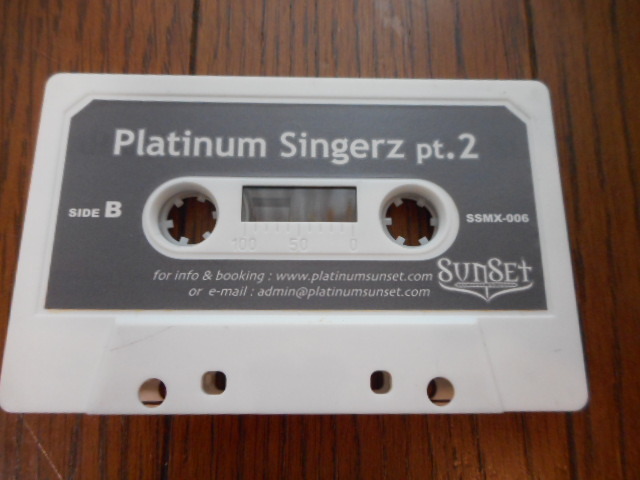 Platinum Singerz pt.2
SIDE B
SSMX-006
100 50 0
for info & booking : www.platinumsunset.com
or e-mail : admin@platinumsunset.com
SUNSET